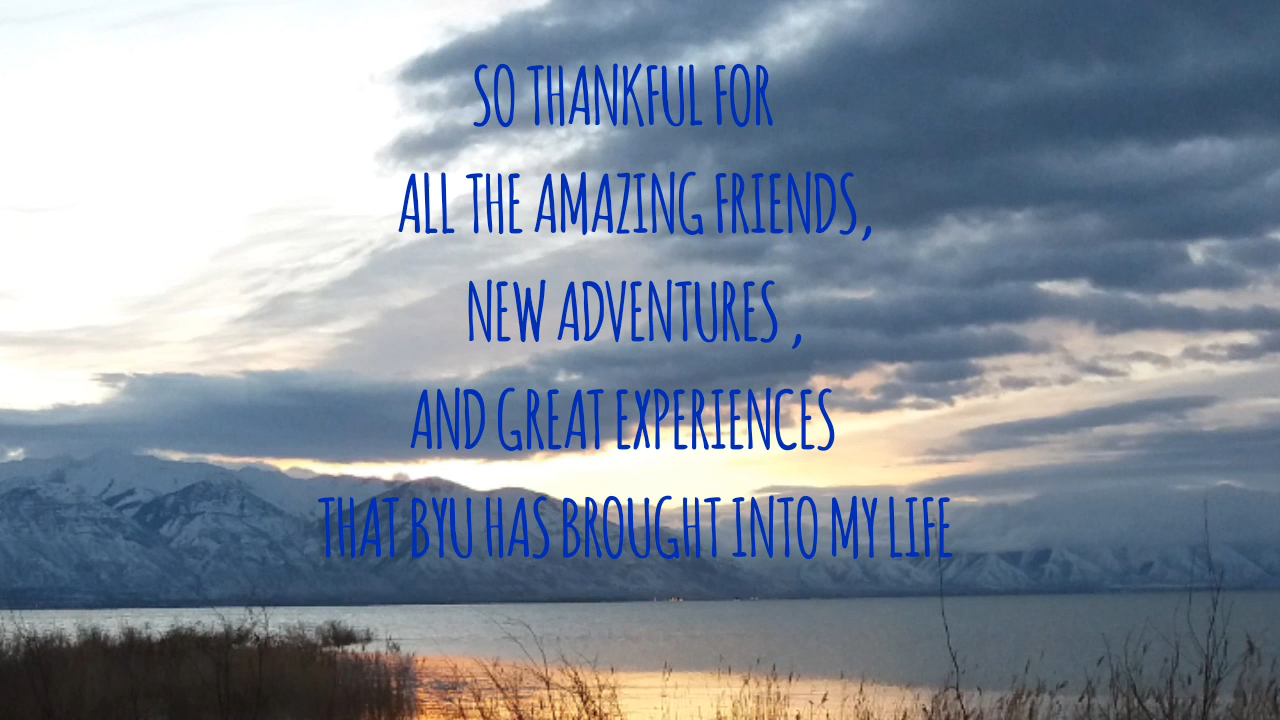 SO THANKFUL FOR
ALL THE AMAZING FRIENDS,
NEW ADVENTURES ,
AND GREAT EXPERIENCES
THAT BYU HAS BROUGHT INTO MY LIFE